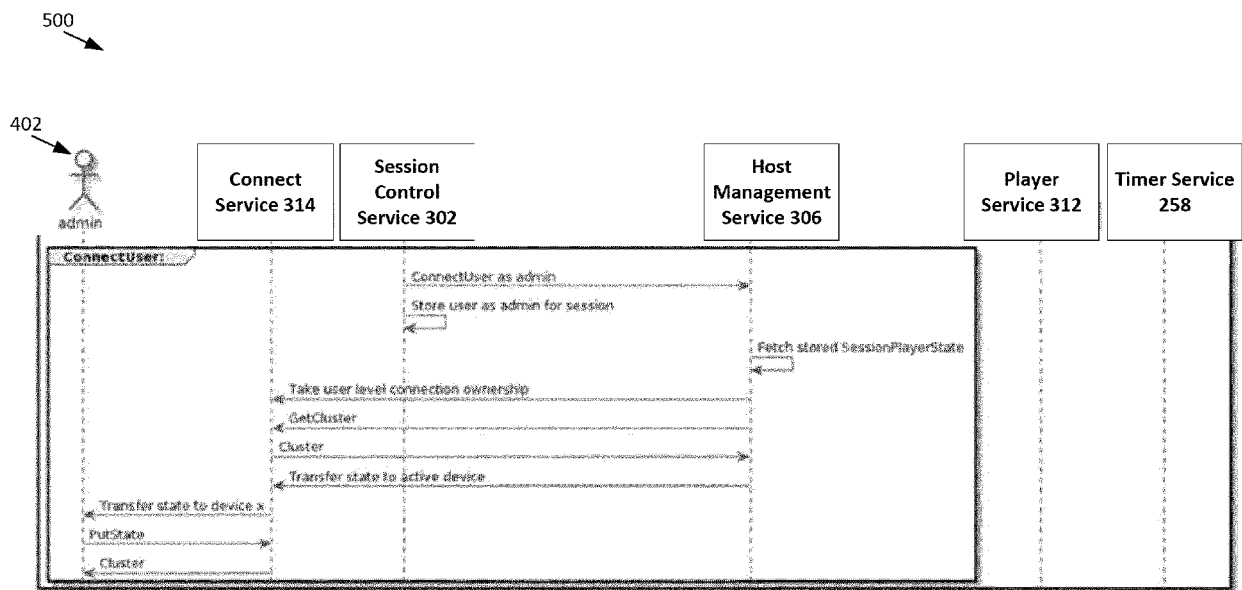 500
402
admin
Connect
Service 314
Session
Control
Service 302
Host
Management
Service 306
Player
Service 312
Timer Service
258
ConnectUser:
ConnectUser as admin
Store user as admin for session
Fetch stored SessionPlayerState
Take user level connection ownership
GetCluster
Cluster
Transfer state to active device
Transfer state to device x
PutState
Cluster